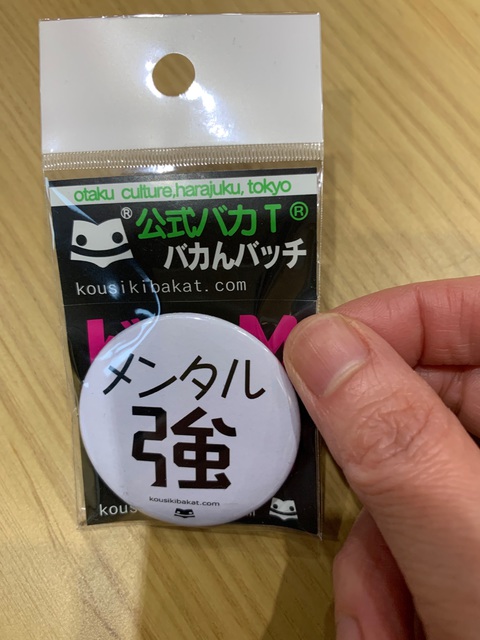 otaku culture,harajuku, tokyo
® 公式バカT®
バカんバッチ
kousikibakat.com
メンタル
強
kousikibakat.com